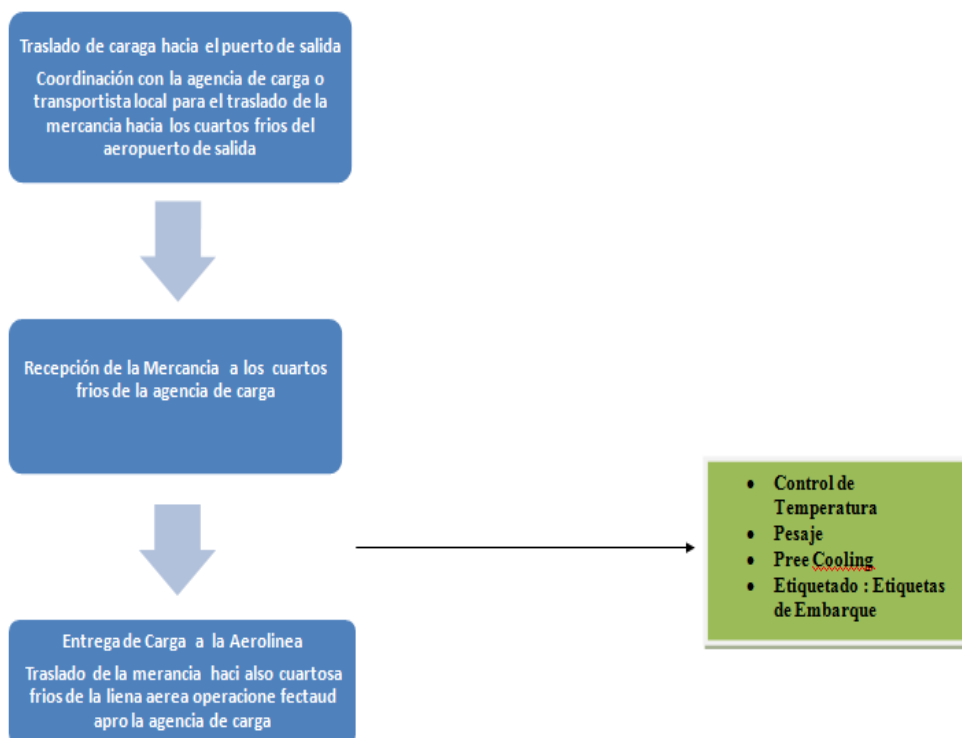 Traslado de caraga hacia el puerto de salida
Coordinación con la agencia de carga o
transportista local para el traslado de la
mercancia hacia los cuartos frios del
aeropuerto de salida
Recepción de la Mercancia a los cuartos
frios de la agencia de carga
• Control de
Temperatura
• Pesaje
• Pree Cooling
• Etiquetado : Etiquetas
de Embarque
Entrega de Carga a la Aerolinea
Traslado de la merancia haci also cuartosa
frios de la liena aerea operacione fectaud
apro la agencia de carga